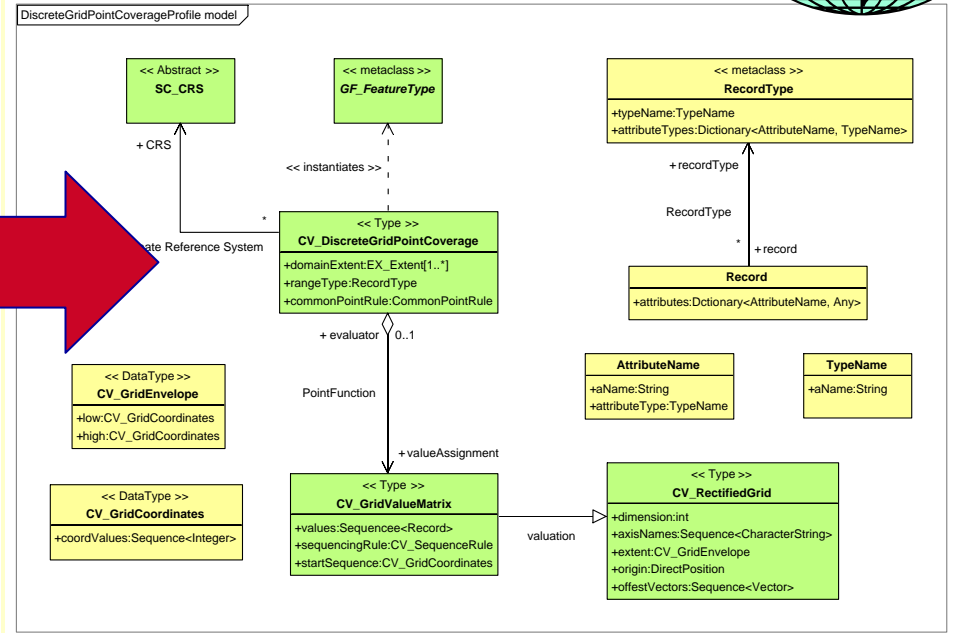 DiscreteGridPointCoverageProfile model
<< Abstract >>
SC_CRS
<< metaclass >>
GF_FeatureType
<< metaclass >>
RecordType
+typeName:TypeName
+attributeTypes:Dictionary<AttributeName, TypeName>
+ CRS
<< instantiates >>
+ recordType
RecordType
*
+ record
*
ate Reference System
<< Type >>
CV_DiscreteGridPointCoverage
+domainExtent:EX_Extent[1..*]
+rangeType:RecordType
+commonPointRule:CommonPointRule
Record
+attributes:Dctionary<AttributeName, Any>
+ evaluator
0..1
<< DataType >>
CV_GridEnvelope
+low:CV_GridCoordinates
+high:CV_GridCoordinates
PointFunction
AttributeName
+aName:String
+attributeType:TypeName
TypeName
+aName:String
+ valueAssignment
<< DataType >>
CV_GridCoordinates
+coordValues:Sequence<Integer>
<< Type >>
CV_GridValueMatrix
+values:Sequencee<Record>
+sequencingRule:CV_SequenceRule
+startSequence:CV_GridCoordinates
valuation
<< Type >>
CV_RectifiedGrid
+dimension:int
+axisNames:Sequence<CharacterString>
+extent:CV_GridEnvelope
+origin:DirectPosition
+offestVectors:Sequence<Vector>